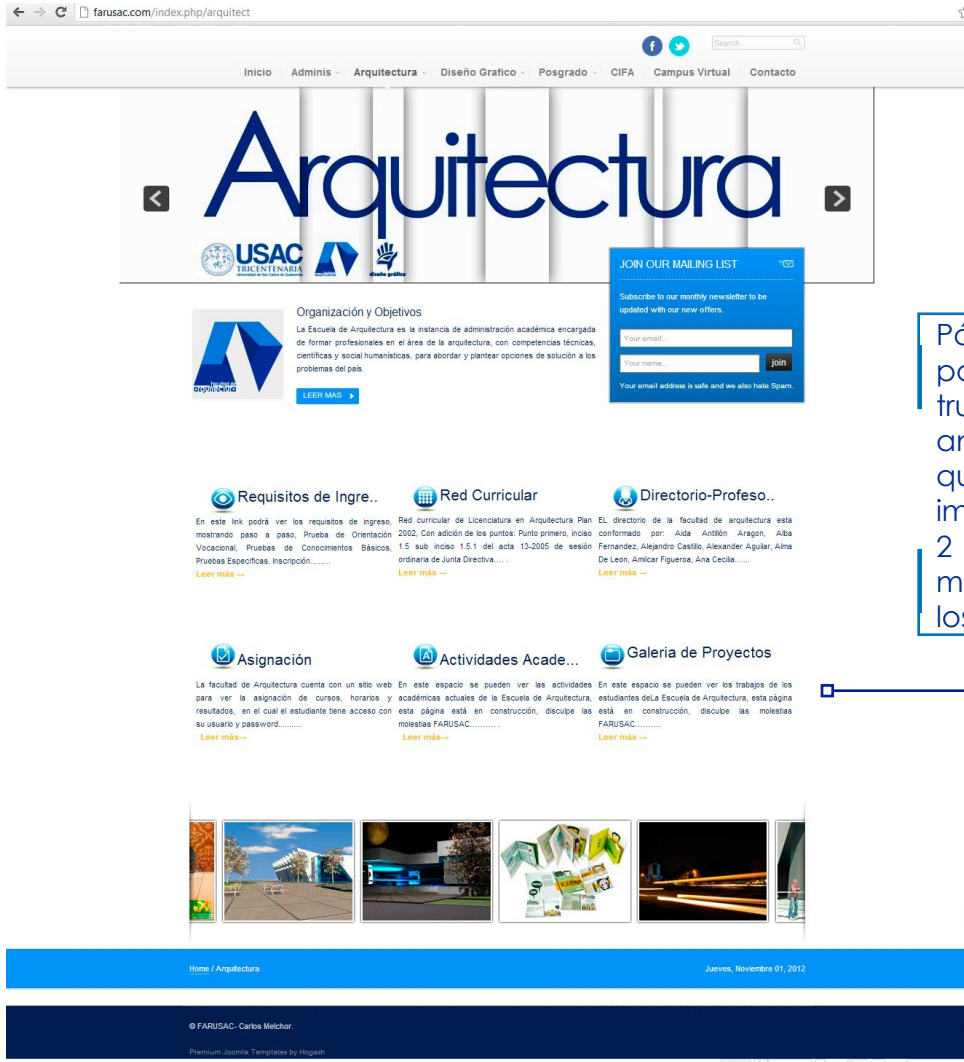 farusac.com/index.php/arquitect
Search...
Inicio Adminis Arquitectura Diseño Grafico Posgrado CIFA Campus Virtual Contacto
Arquitectura
USAC
TRICENTENARIA
Universidad de San Carlos de Guatemala
diseño gráfico
JOIN OUR MAILING LIST
Subscribe to our monthly newsletter to be
updated with our new offers.
Your email...
Your name...
join
Your email address is safe and we also hate Spam.
facultad de
arquitectura
Organización y Objetivos
La Escuela de Arquitectura es la instancia de administración académica encargada
de formar profesionales en el área de la arquitectura, con competencias técnicas,
científicas y social humanísticas, para abordar y plantear opciones de solución a los
problemas del país.
LEER MAS
Requisitos de Ingre..
En este link podrá ver los requisitos de ingreso,
mostrando paso a paso, Prueba de Orientación
Vocacional, Pruebas de Conocimientos Básicos,
Pruebas Especificas, Inscripción........
Leer más →
Red Curricular
Red curricular de Licenciatura en Arquitectura Plan
2002, Con adición de los puntos: Punto primero, inciso
1.5 sub inciso 1.5.1 del acta 13-2005 de sesión
ordinaria de Junta Directiva.... .
Leer más →
Directorio-Profeso..
EL directorio de la facultad de arquitectura esta
conformado por: Aida Antillón Aragon, Alba
Fernandez, Alejandro Castillo, Alexander Aguilar, Alma
De Leon, Amilcar Figueroa, Ana Cecilia.......
Leer más →
Asignación
La facultad de Arquitectura cuenta con un sitio web
para ver la asignación de cursos, horarios y
resultados, en el cual el estudiante tiene acceso con
su usuario y password..........
Leer más→
Actividades Acade...
En este espacio se pueden ver las actividades
académicas actuales de la Escuela de Arquitectura,
esta página está en construcción, disculpe las
molestias FARUSAC.......... .
Leer más→
Galeria de Proyectos
En este espacio se pueden ver los trabajos de los
estudiantes deLa Escuela de Arquitectura, esta página
está en construcción, disculpe las molestias
FARUSAC..........
Leer más →
Home / Arquitectura
Jueves, Noviembre 01, 2012
© FARUSAC- Carlos Melchor.
Premium Joomla Templates by Hogash
tru
qu
im
2
m